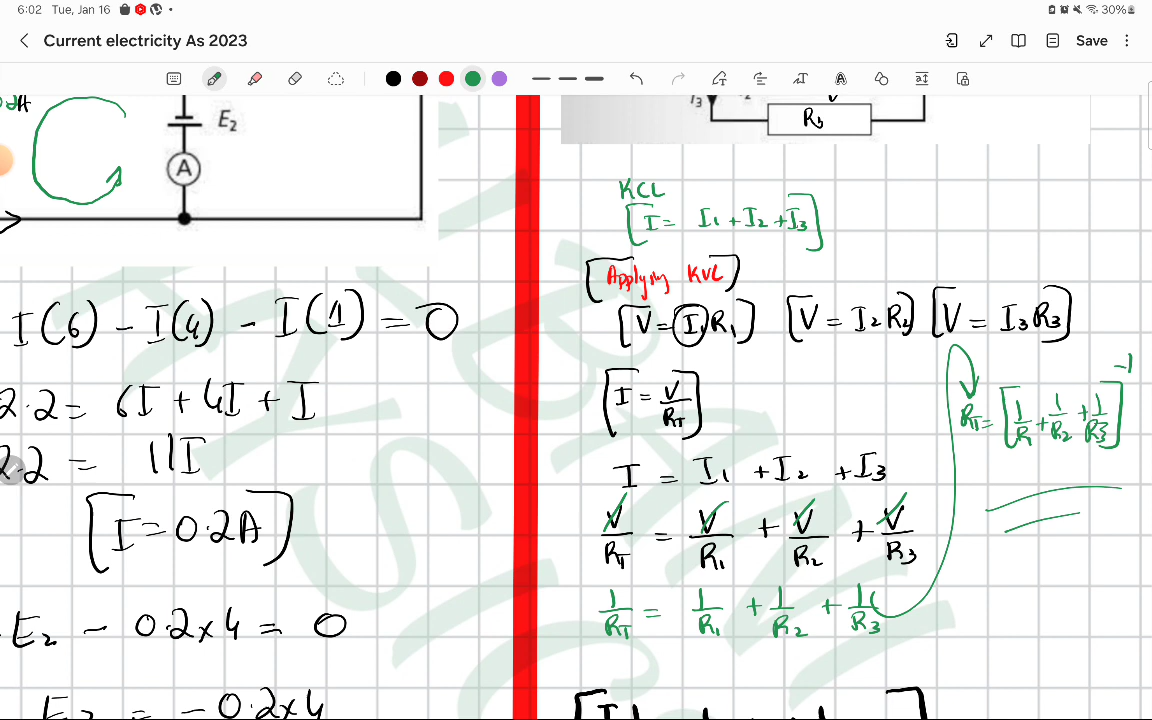 6:02 Tue, Jan 16
30%
Current electricity As 2023
Save
E2
A
I(6) - I(4) - I(1) = 0
2.2 = 6I + 4I + I
2.2 = 11I
[I = 0.2A]
E2 - 0.2x4 = 0
E2 = - 0.2x4
I3
V
R3
KCL
[I = I1 + I2 + I3]
[Applying KVL]
[V = I1R1] [V = I2R2] [V = I3R3]
[I = V/RT]
RT = [1/R1 + 1/R2 + 1/R3]^-1
I = I1 + I2 + I3
V/RT = V/R1 + V/R2 + V/R3
1/RT = 1/R1 + 1/R2 + 1/R3